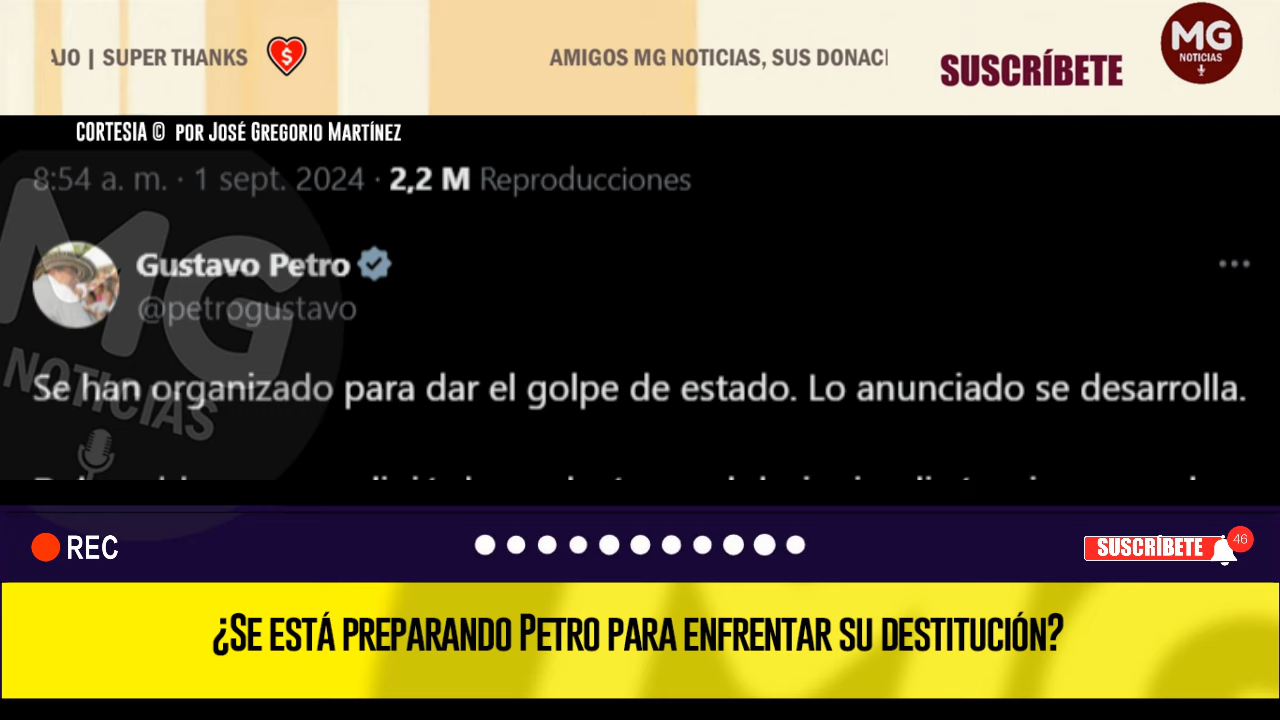 AJO | SUPER THANKS
$
AMIGOS MG NOTICIAS, SUS DONACI
SUSCRÍBETE
MG
NOTICIAS
CORTESIA © POR JOSÉ GREGORIO MARTÍNEZ
8:54 a. m. · 1 sept. 2024 · 2,2 M Reproducciones
Gustavo Petro
@petrogustavo
MG
NOTICIAS
Se han organizado para dar el golpe de estado. Lo anunciado se desarrolla.
REC
SUSCRÍBETE
46
¿SE ESTÁ PREPARANDO PETRO PARA ENFRENTAR SU DESTITUCIÓN?